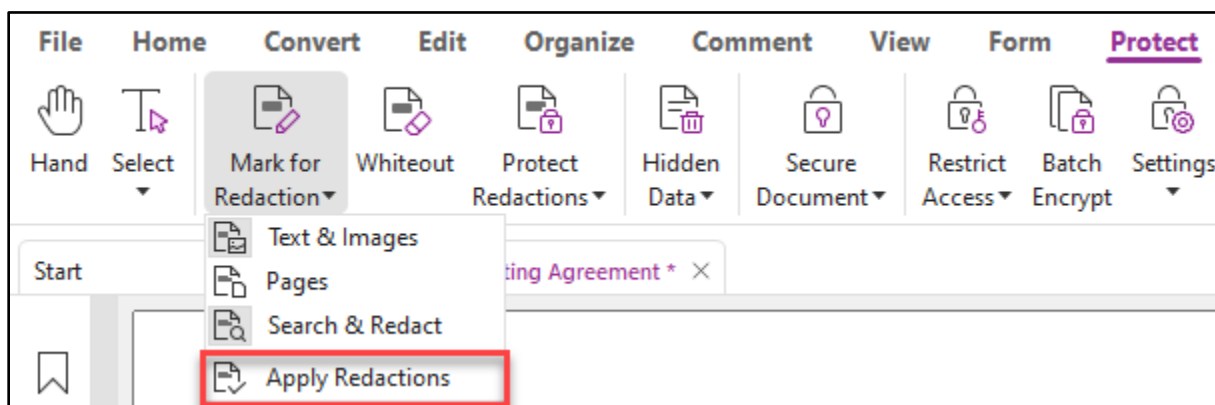 File Home Convert Edit Organize Comment View Form Protect
Hand Select Mark for Whiteout Protect Hidden Secure Restrict Batch Settings
Redaction Redactions Data Document Access Encrypt
Text & Images
Start ting Agreement *
Pages
Search & Redact
Apply Redactions